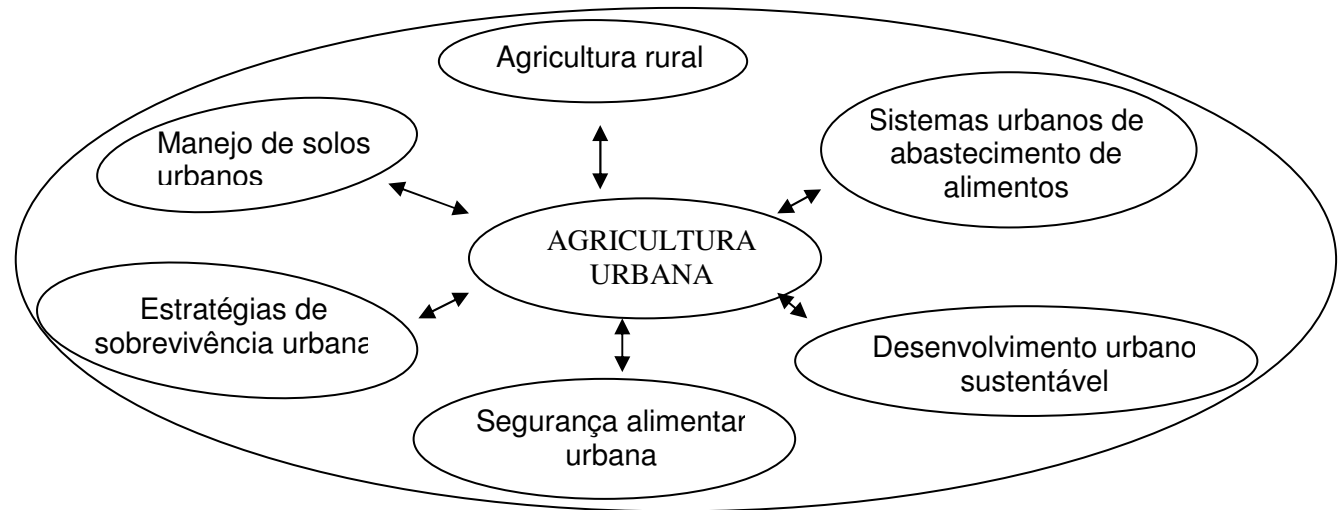 Agricultura rural
Manejo de solos
urbanos
Sistemas urbanos de
abastecimento de
alimentos
AGRICULTURA
URBANA
Estratégias de
sobrevivência urbana
Desenvolvimento urbano
sustentável
Segurança alimentar
urbana